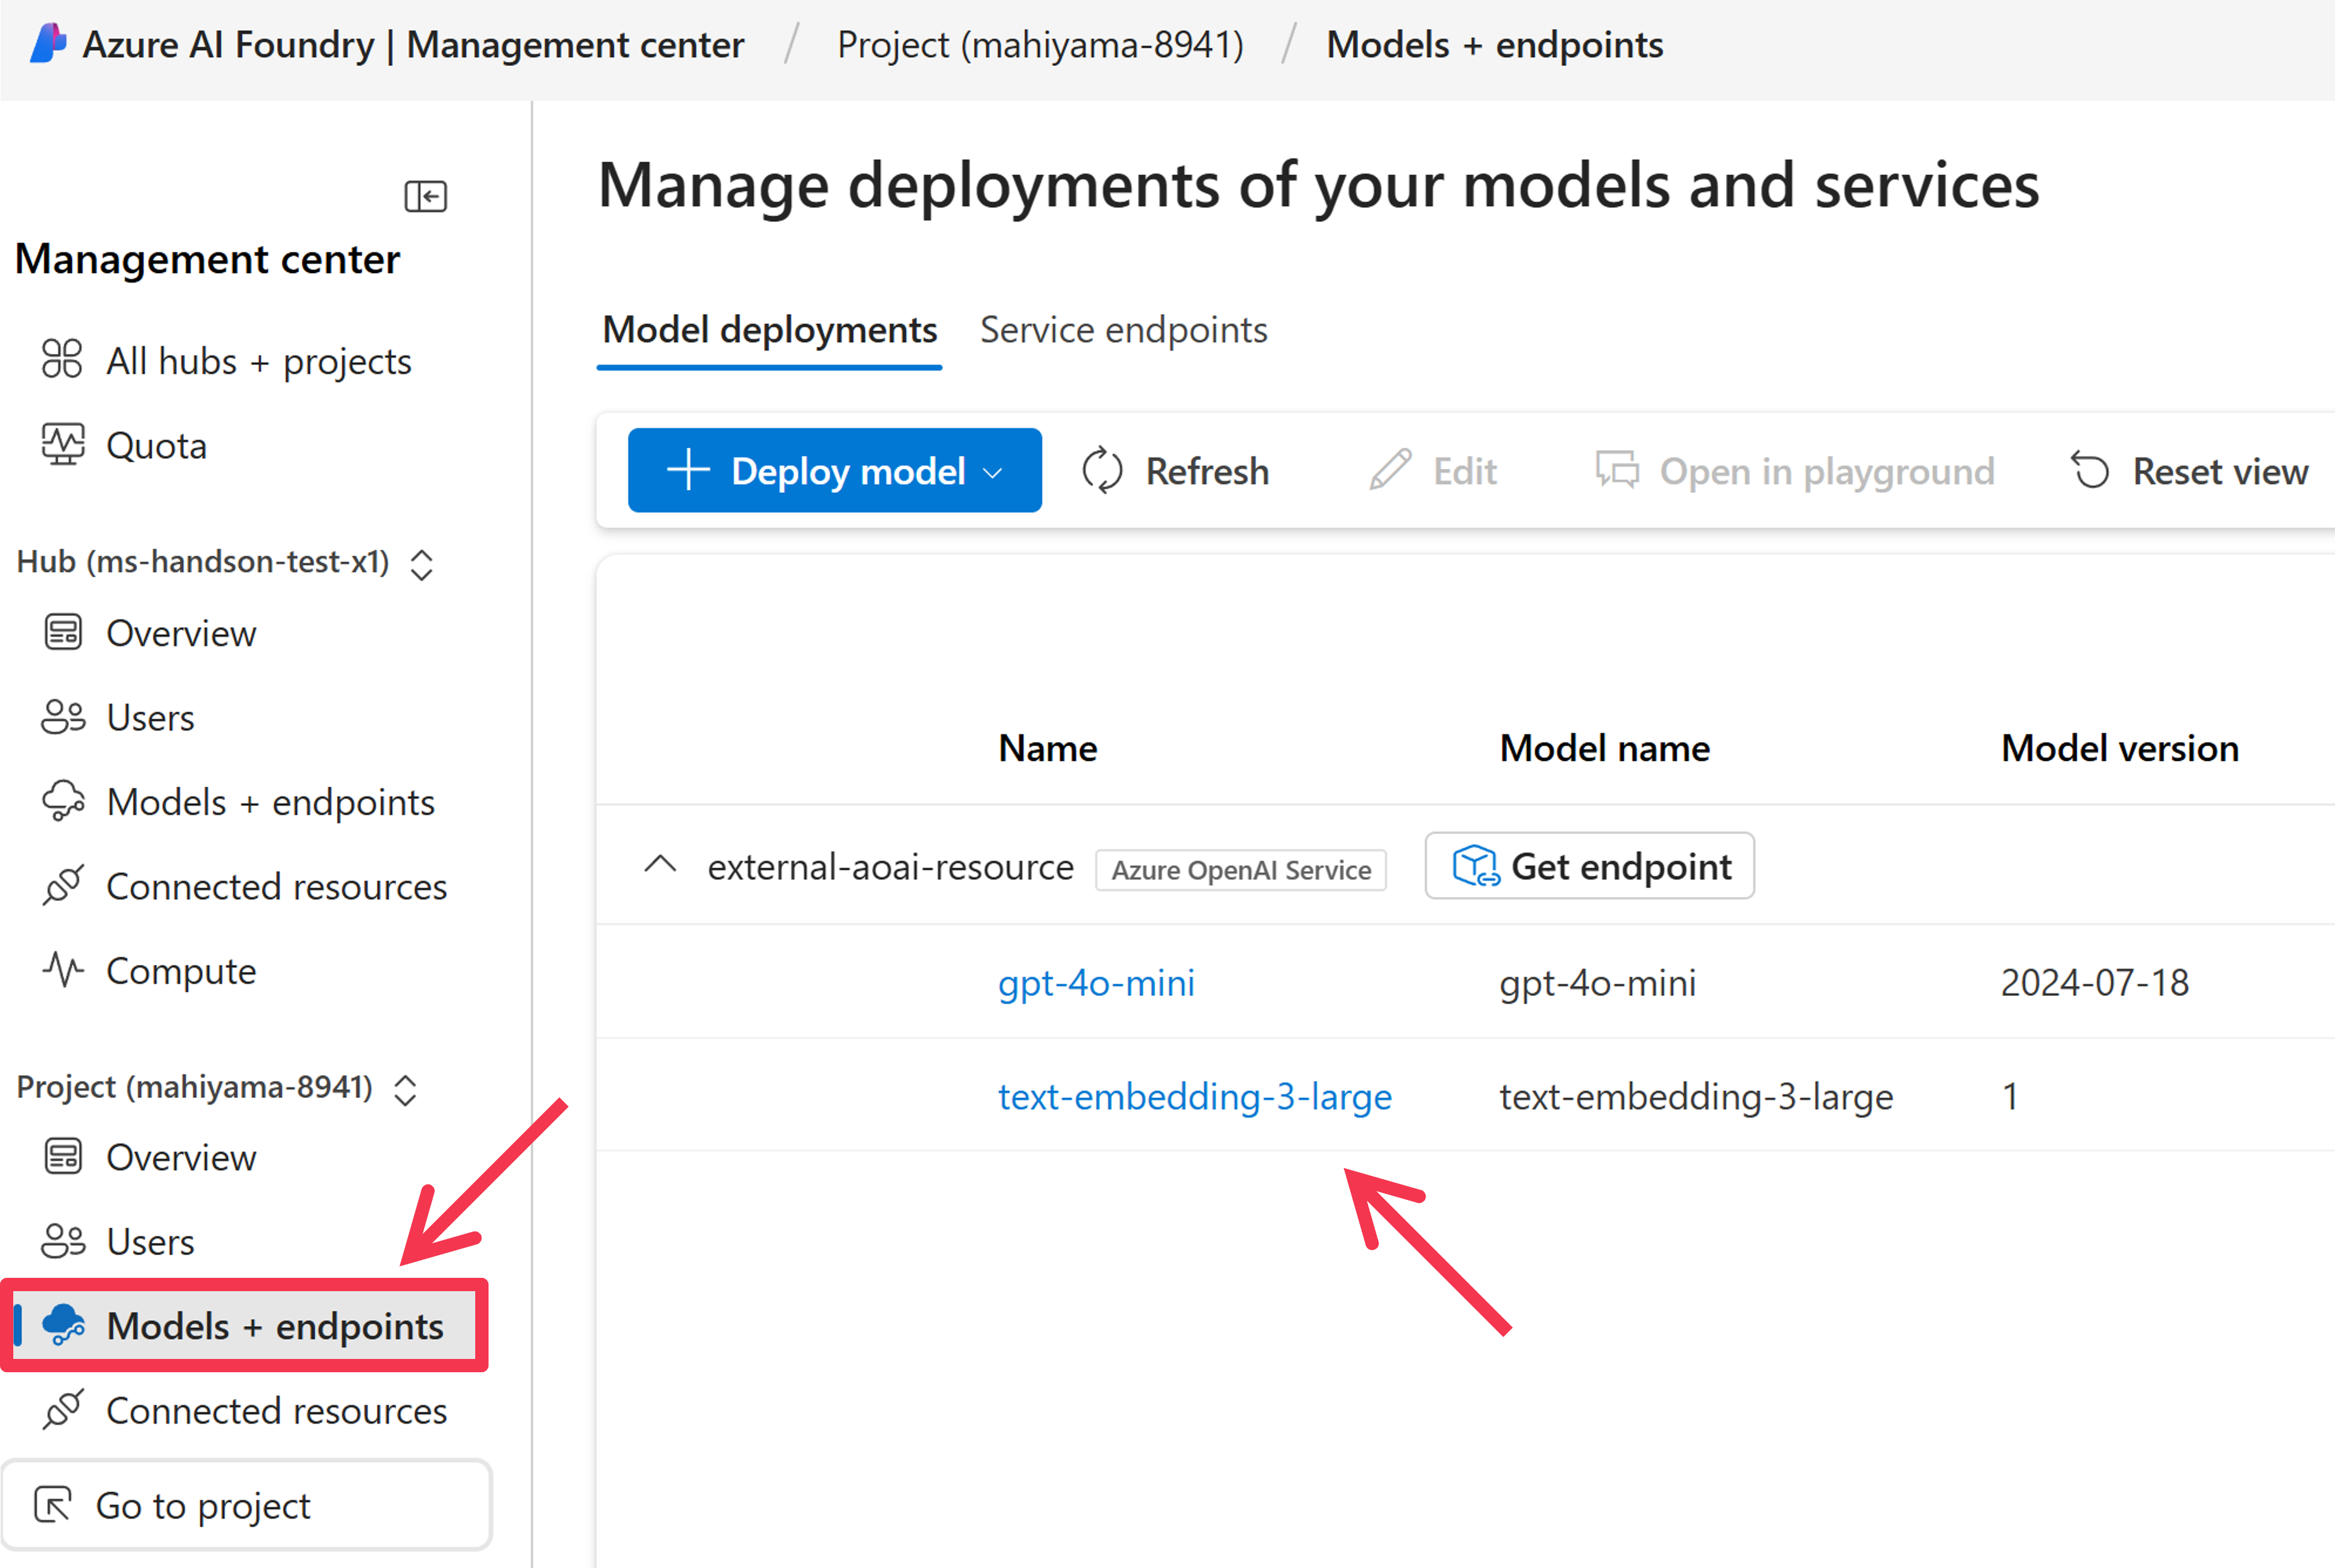 Azure AI Foundry | Management center / Project (mahiyama-8941) / Models + endpoints
Management center
All hubs + projects
Quota
Hub (ms-handson-test-x1)
Overview
Users
Models + endpoints
Connected resources
Compute
Project (mahiyama-8941)
Overview
Users
Models + endpoints
Connected resources
Go to project
Manage deployments of your models and services
Model deployments Service endpoints
Deploy model Refresh Edit Open in playground Reset view
Name Model name Model version
external-aoai-resource Azure OpenAI Service Get endpoint
gpt-4o-mini gpt-4o-mini 2024-07-18
text-embedding-3-large text-embedding-3-large 1